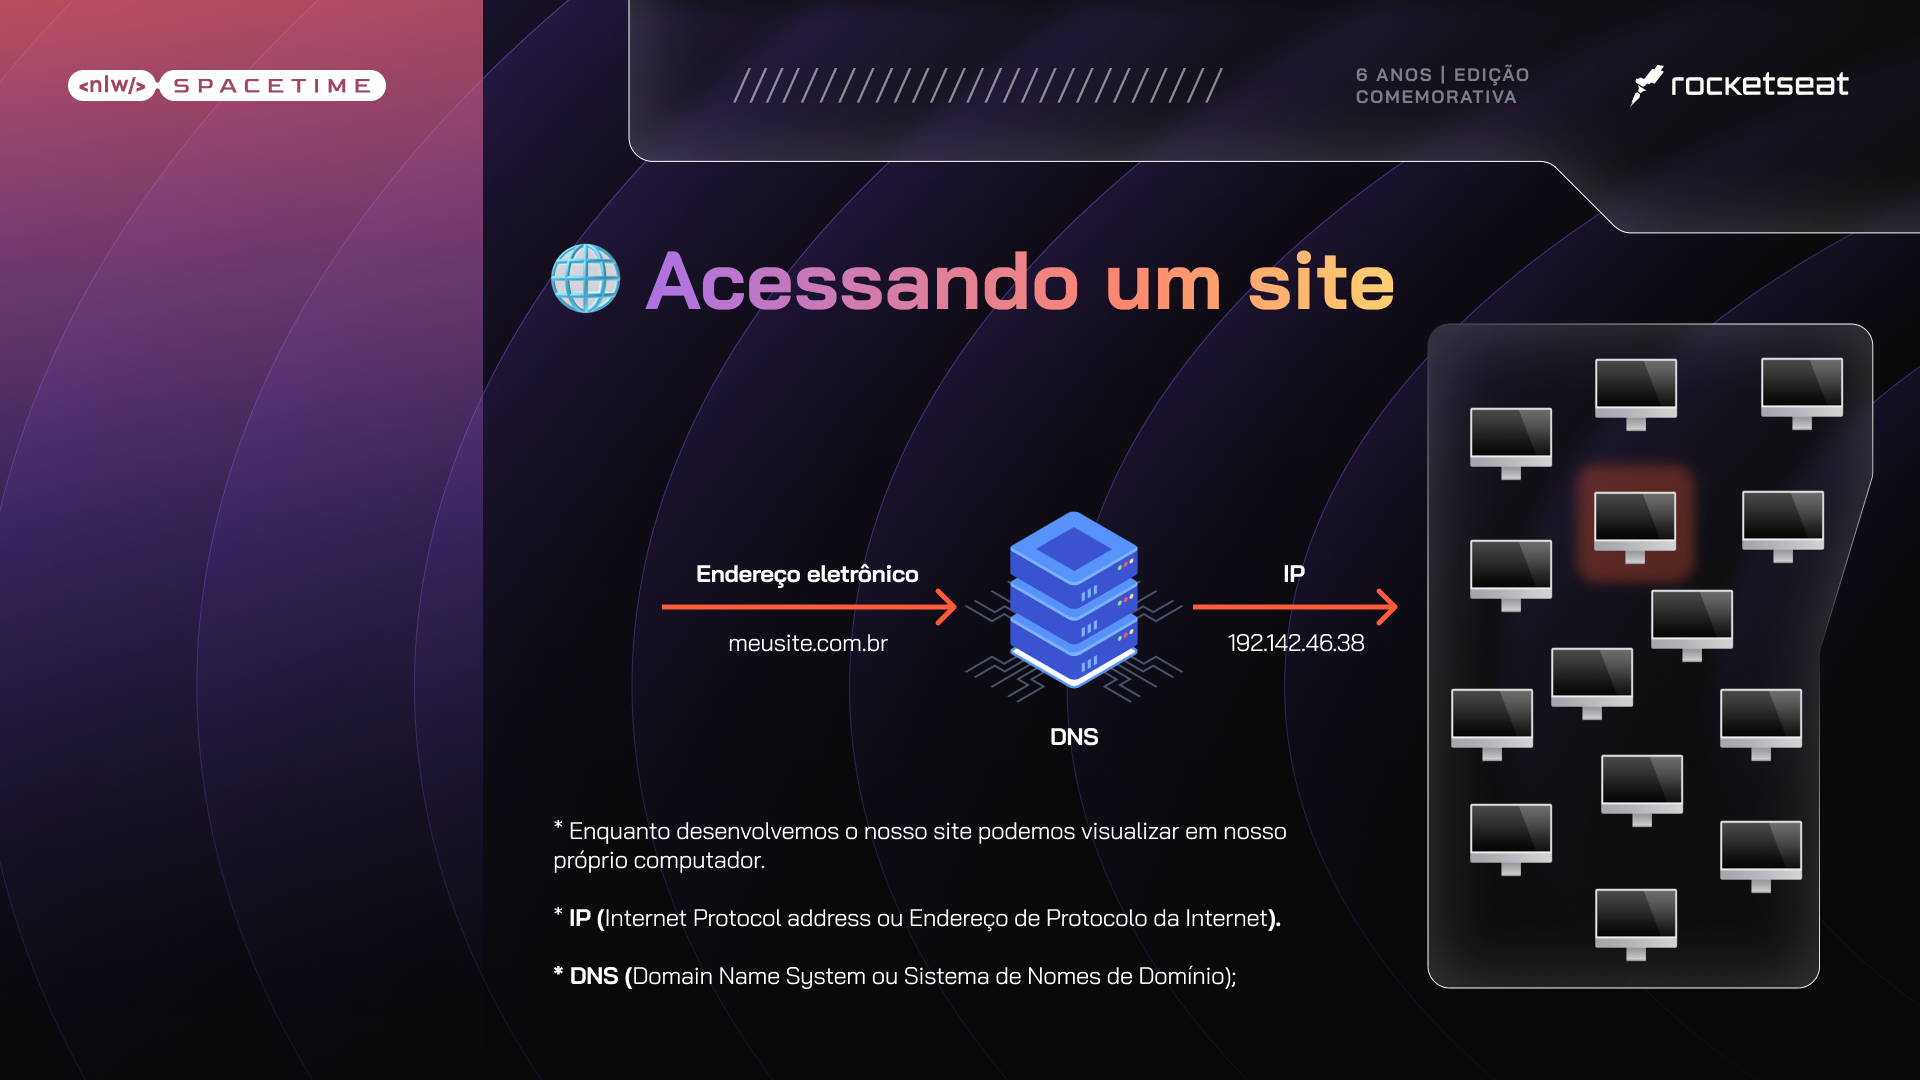 <nlw/> SPACETIME
6 ANOS | EDIÇÃO
COMEMORATIVA
rocketseat
Acessando um site
Endereço eletrônico
meusite.com.br
IP
192.142.46.38
DNS
* Enquanto desenvolvemos o nosso site podemos visualizar em nosso
próprio computador.
* IP (Internet Protocol address ou Endereço de Protocolo da Internet).
* DNS (Domain Name System ou Sistema de Nomes de Domínio);